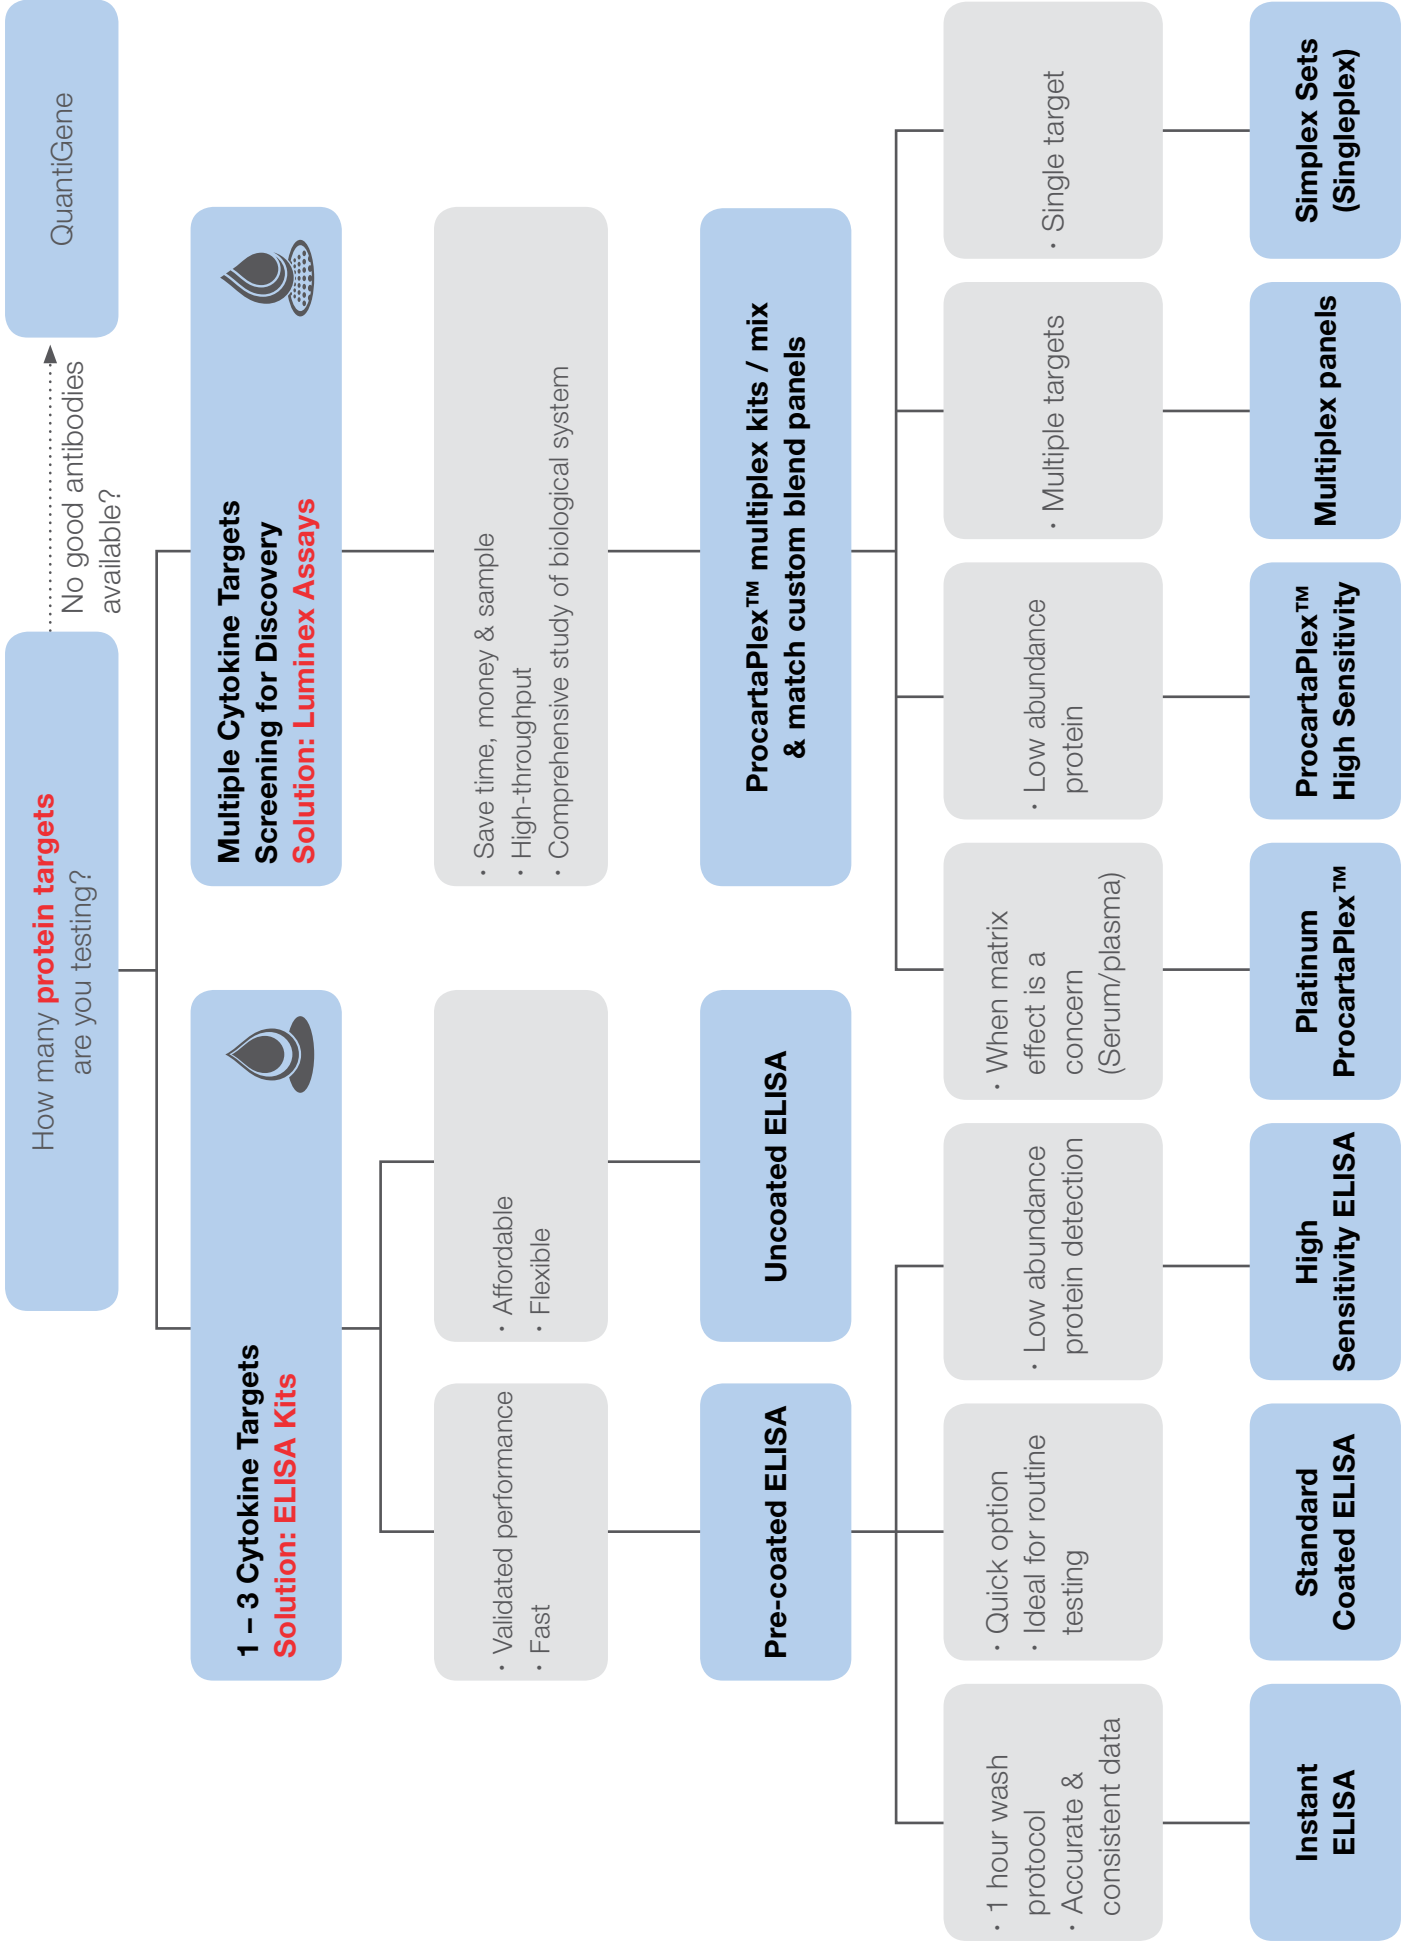 How many protein targets
are you testing?
No good antibodies
available?
QuantiGene
1 – 3 Cytokine Targets
Solution: ELISA Kits
Multiple Cytokine Targets
Screening for Discovery
Solution: Luminex Assays
· Validated performance
· Fast
· Affordable
· Flexible
· Save time, money & sample
· High-throughput
· Comprehensive study of biological system
Pre-coated ELISA
Uncoated ELISA
ProcartaPlex™ multiplex kits / mix
& match custom blend panels
· 1 hour wash
protocol
· Accurate &
consistent data
· Quick option
· Ideal for routine
testing
· Low abundance
protein detection
· When matrix
effect is a
concern
(Serum/plasma)
· Low abundance
protein
· Multiple targets
· Single target
Instant
ELISA
Standard
Coated ELISA
High
Sensitivity ELISA
Platinum
ProcartaPlex™
ProcartaPlex™
High Sensitivity
Multiplex panels
Simplex Sets
(Singleplex)